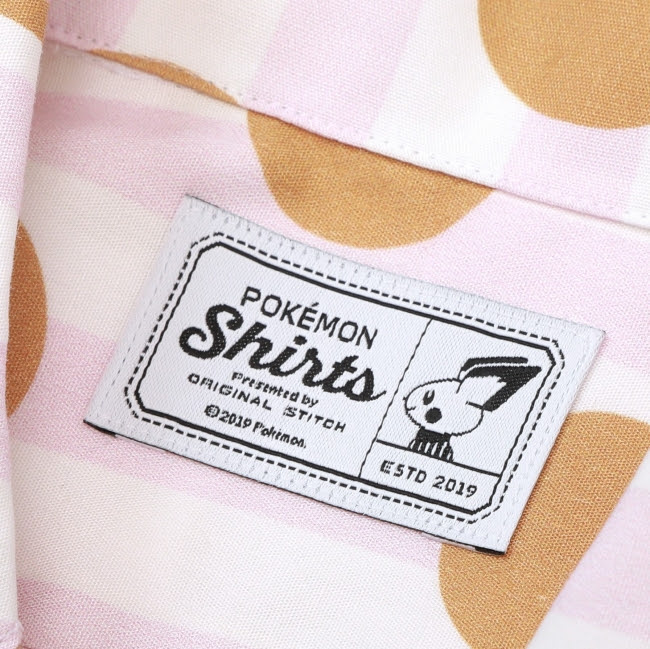 POKÉMON
Shirts
Presented by
ORIGINAL STITCH
©2019 Pokémon.
ESTD 2019